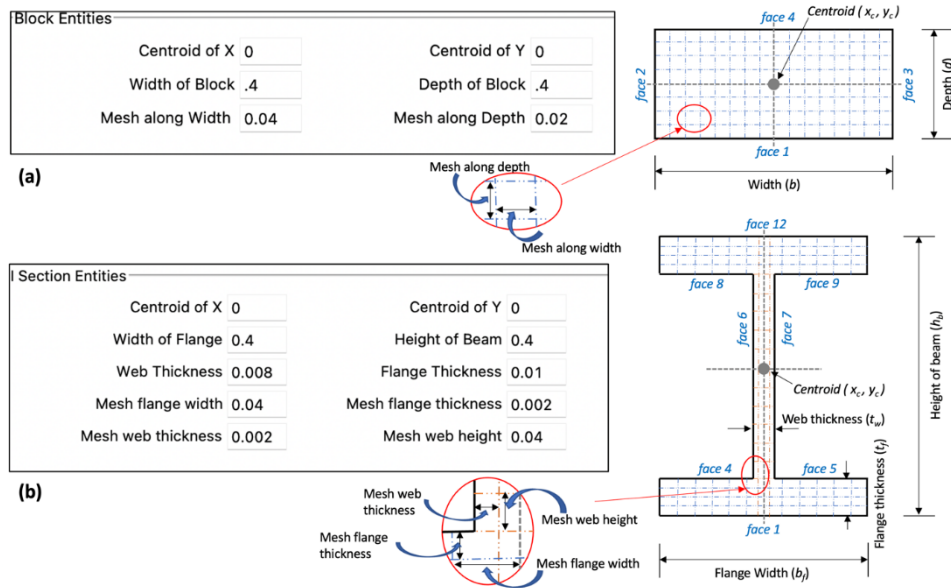 Block Entities
Centroid of X 0
Centroid of Y 0
Width of Block .4
Depth of Block .4
Mesh along Width 0.04
Mesh along Depth 0.02
(a)
face 4
Centroid ( xc, yc)
face 2
face 3
Depth (d)
face 1
Width (b)
Mesh along depth
Mesh along width
I Section Entities
Centroid of X 0
Centroid of Y 0
Width of Flange 0.4
Height of Beam 0.4
Web Thickness 0.008
Flange Thickness 0.01
Mesh flange width 0.04
Mesh flange thickness 0.002
Mesh web thickness 0.002
Mesh web height 0.04
(b)
face 12
face 8
face 9
face 6
face 7
Centroid ( xc, yc)
Web thickness (tw)
Height of beam (hb)
face 4
face 5
Flange thickness (tf)
face 1
Flange Width (bf)
Mesh web
thickness
Mesh web height
Mesh flange
thickness
Mesh flange width